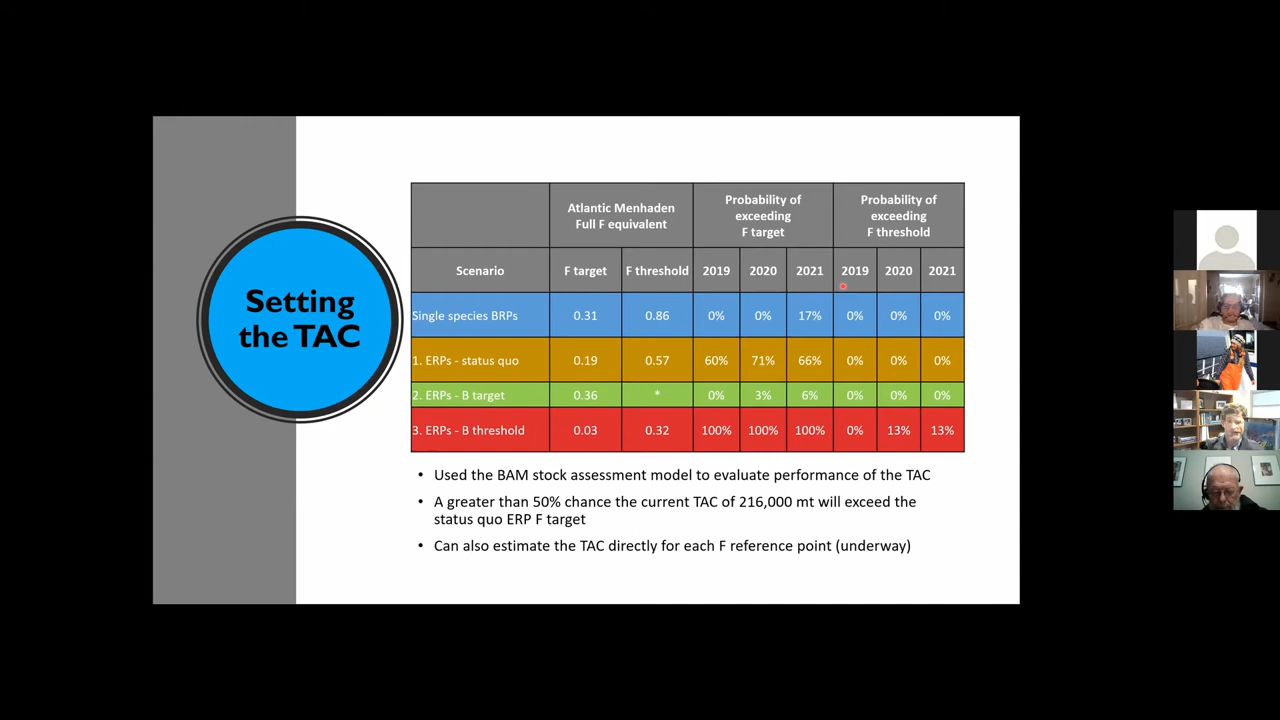 Setting
the TAC
Atlantic Menhaden
Full F equivalent
Probability of
exceeding
F target
Probability of
exceeding
F threshold
Scenario F target F threshold 2019 2020 2021 2019 2020 2021
Single species BRPs 0.31 0.86 0% 0% 17% 0% 0% 0%
1. ERPs - status quo 0.19 0.57 60% 71% 66% 0% 0% 0%
2. ERPs - B target 0.36 * 0% 3% 6% 0% 0% 0%
3. ERPs - B threshold 0.03 0.32 100% 100% 100% 0% 13% 13%
• Used the BAM stock assessment model to evaluate performance of the TAC
• A greater than 50% chance the current TAC of 216,000 mt will exceed the
status quo ERP F target
• Can also estimate the TAC directly for each F reference point (underway)